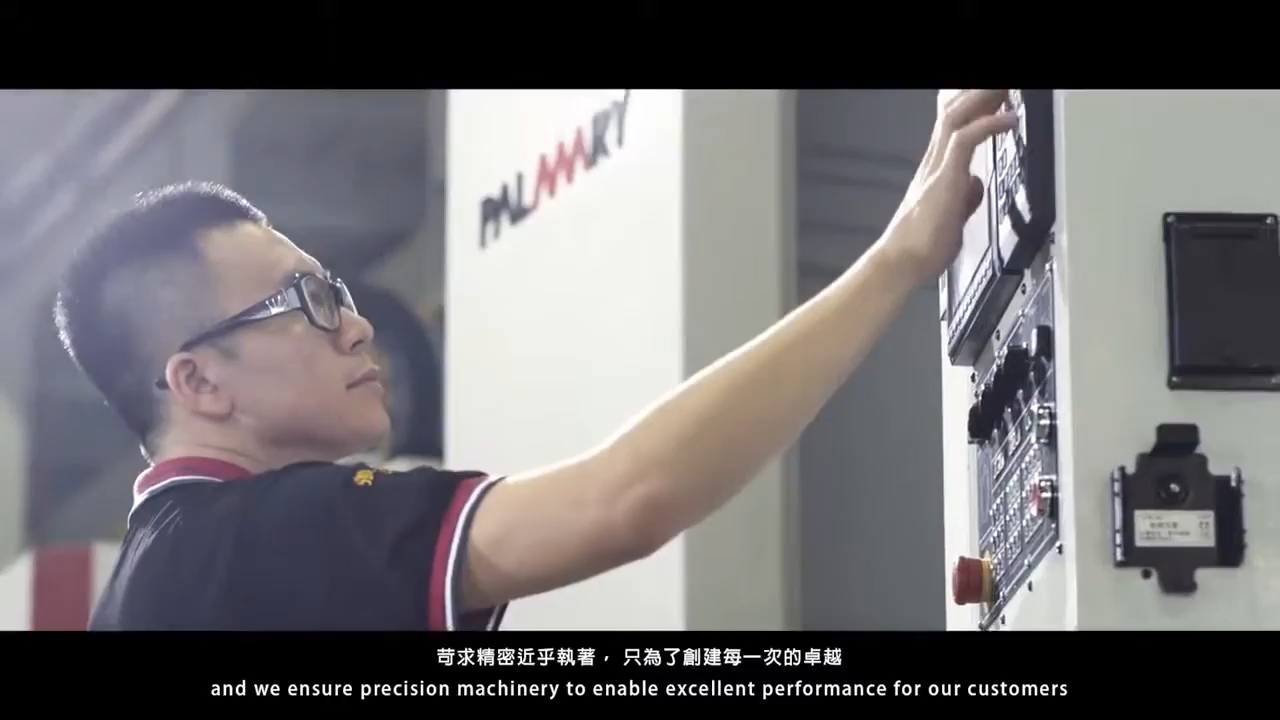 PALMARY
苛求精密近乎執著， 只為了創建每一次的卓越
and we ensure precision machinery to enable excellent performance for our customers